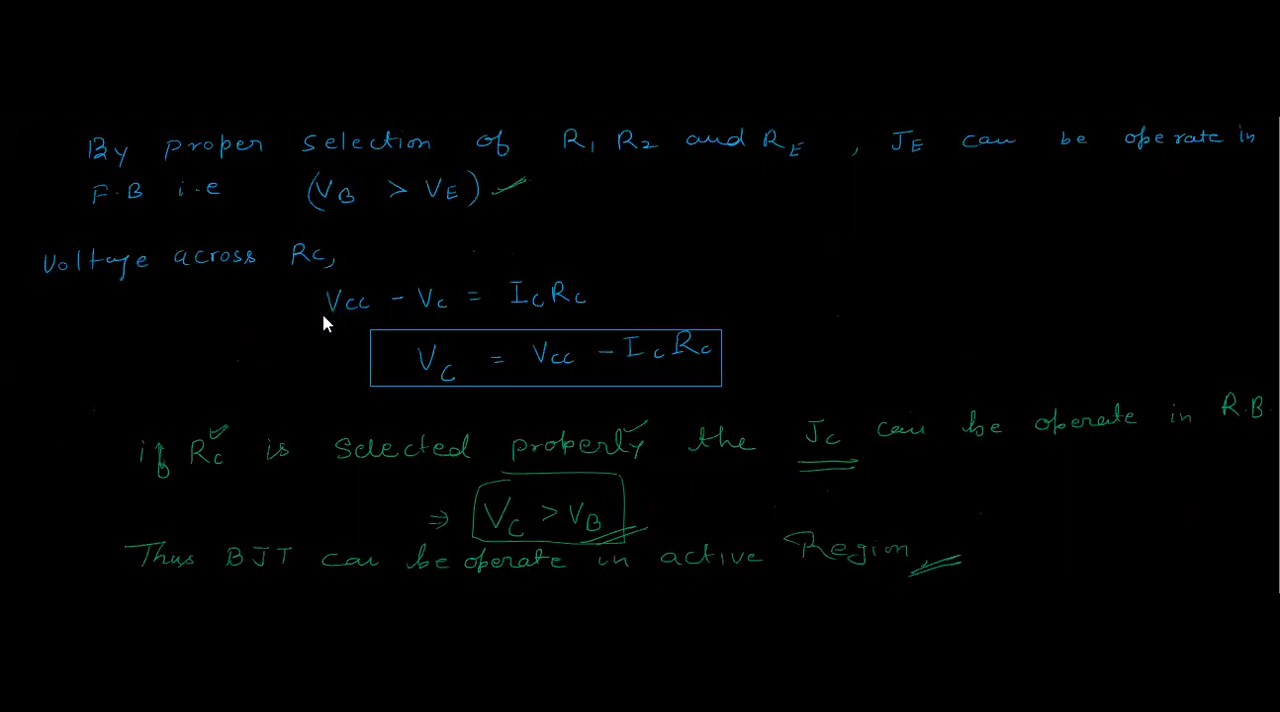 By proper selection of R1 R2 and RE , JE can be operate in
F.B i.e (VB > VE) ✓
Voltage across RC,
VCC - VC = ICRC
VC = VCC - ICRC
if RC is selected properly the JC can be operate in R.B.
⇒ VC > VB
Thus BJT can be operate in active Region